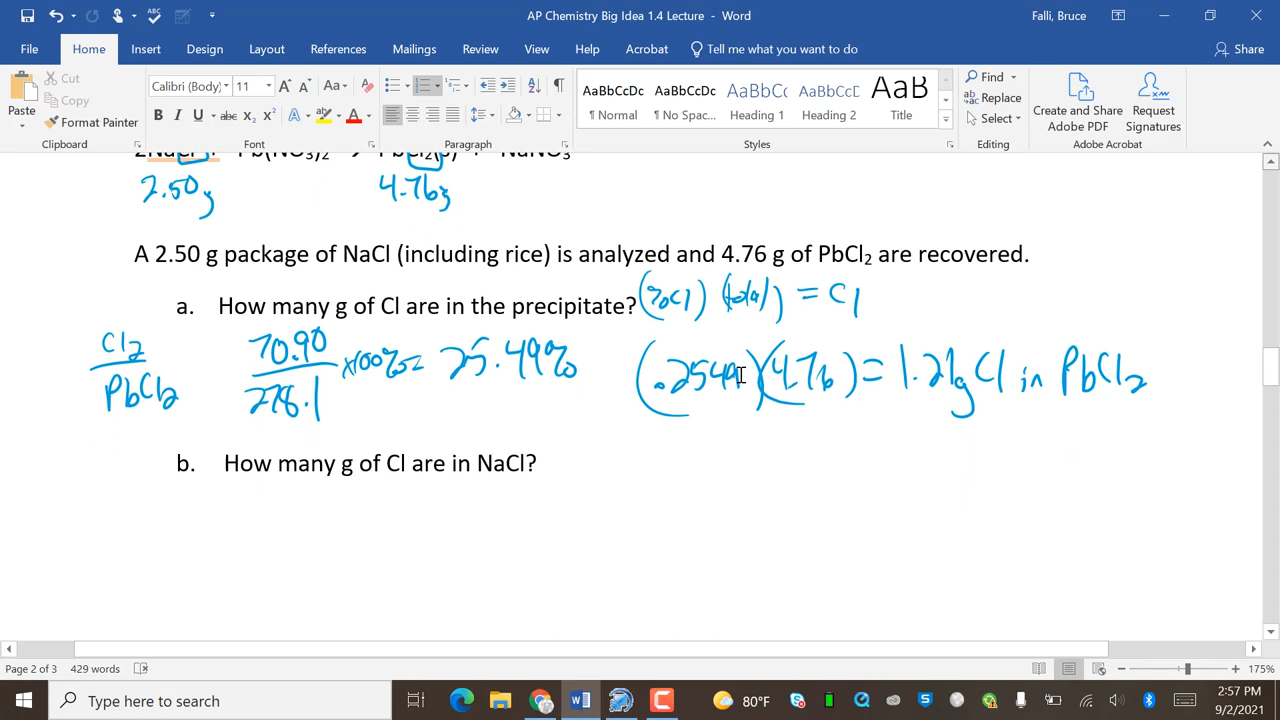 AP Chemistry Big Idea 1.4 Lecture - Word
Falli, Bruce
File Home Insert Design Layout References Mailings Review View Help Acrobat Tell me what you want to do Share
Paste
Cut
Copy
Format Painter
Clipboard
Calibri (Body) 11
Font
Paragraph
AaBbCcDc AaBbCcDc AaBbCc AaBbCcD AaB
¶ Normal ¶ No Spac... Heading 1 Heading 2 Title
Styles
Find
Replace
Select
Editing
Create and Share Adobe PDF
Request Signatures
Adobe Acrobat
2NaCl + Pb(NO₃)₂ → PbCl₂(s) + NaNO₃
2.50g 4.76g
A 2.50 g package of NaCl (including rice) is analyzed and 4.76 g of PbCl₂ are recovered.
a. How many g of Cl are in the precipitate? (%Cl) (total) = Cl
Cl₂ / PbCl₂ 70.90 / 278.1 x100% = 25.49% (.2549)(4.76) = 1.21g Cl in PbCl₂
b. How many g of Cl are in NaCl?
Page 2 of 3 429 words 175%
Type here to search 80°F 2:57 PM
9/2/2021